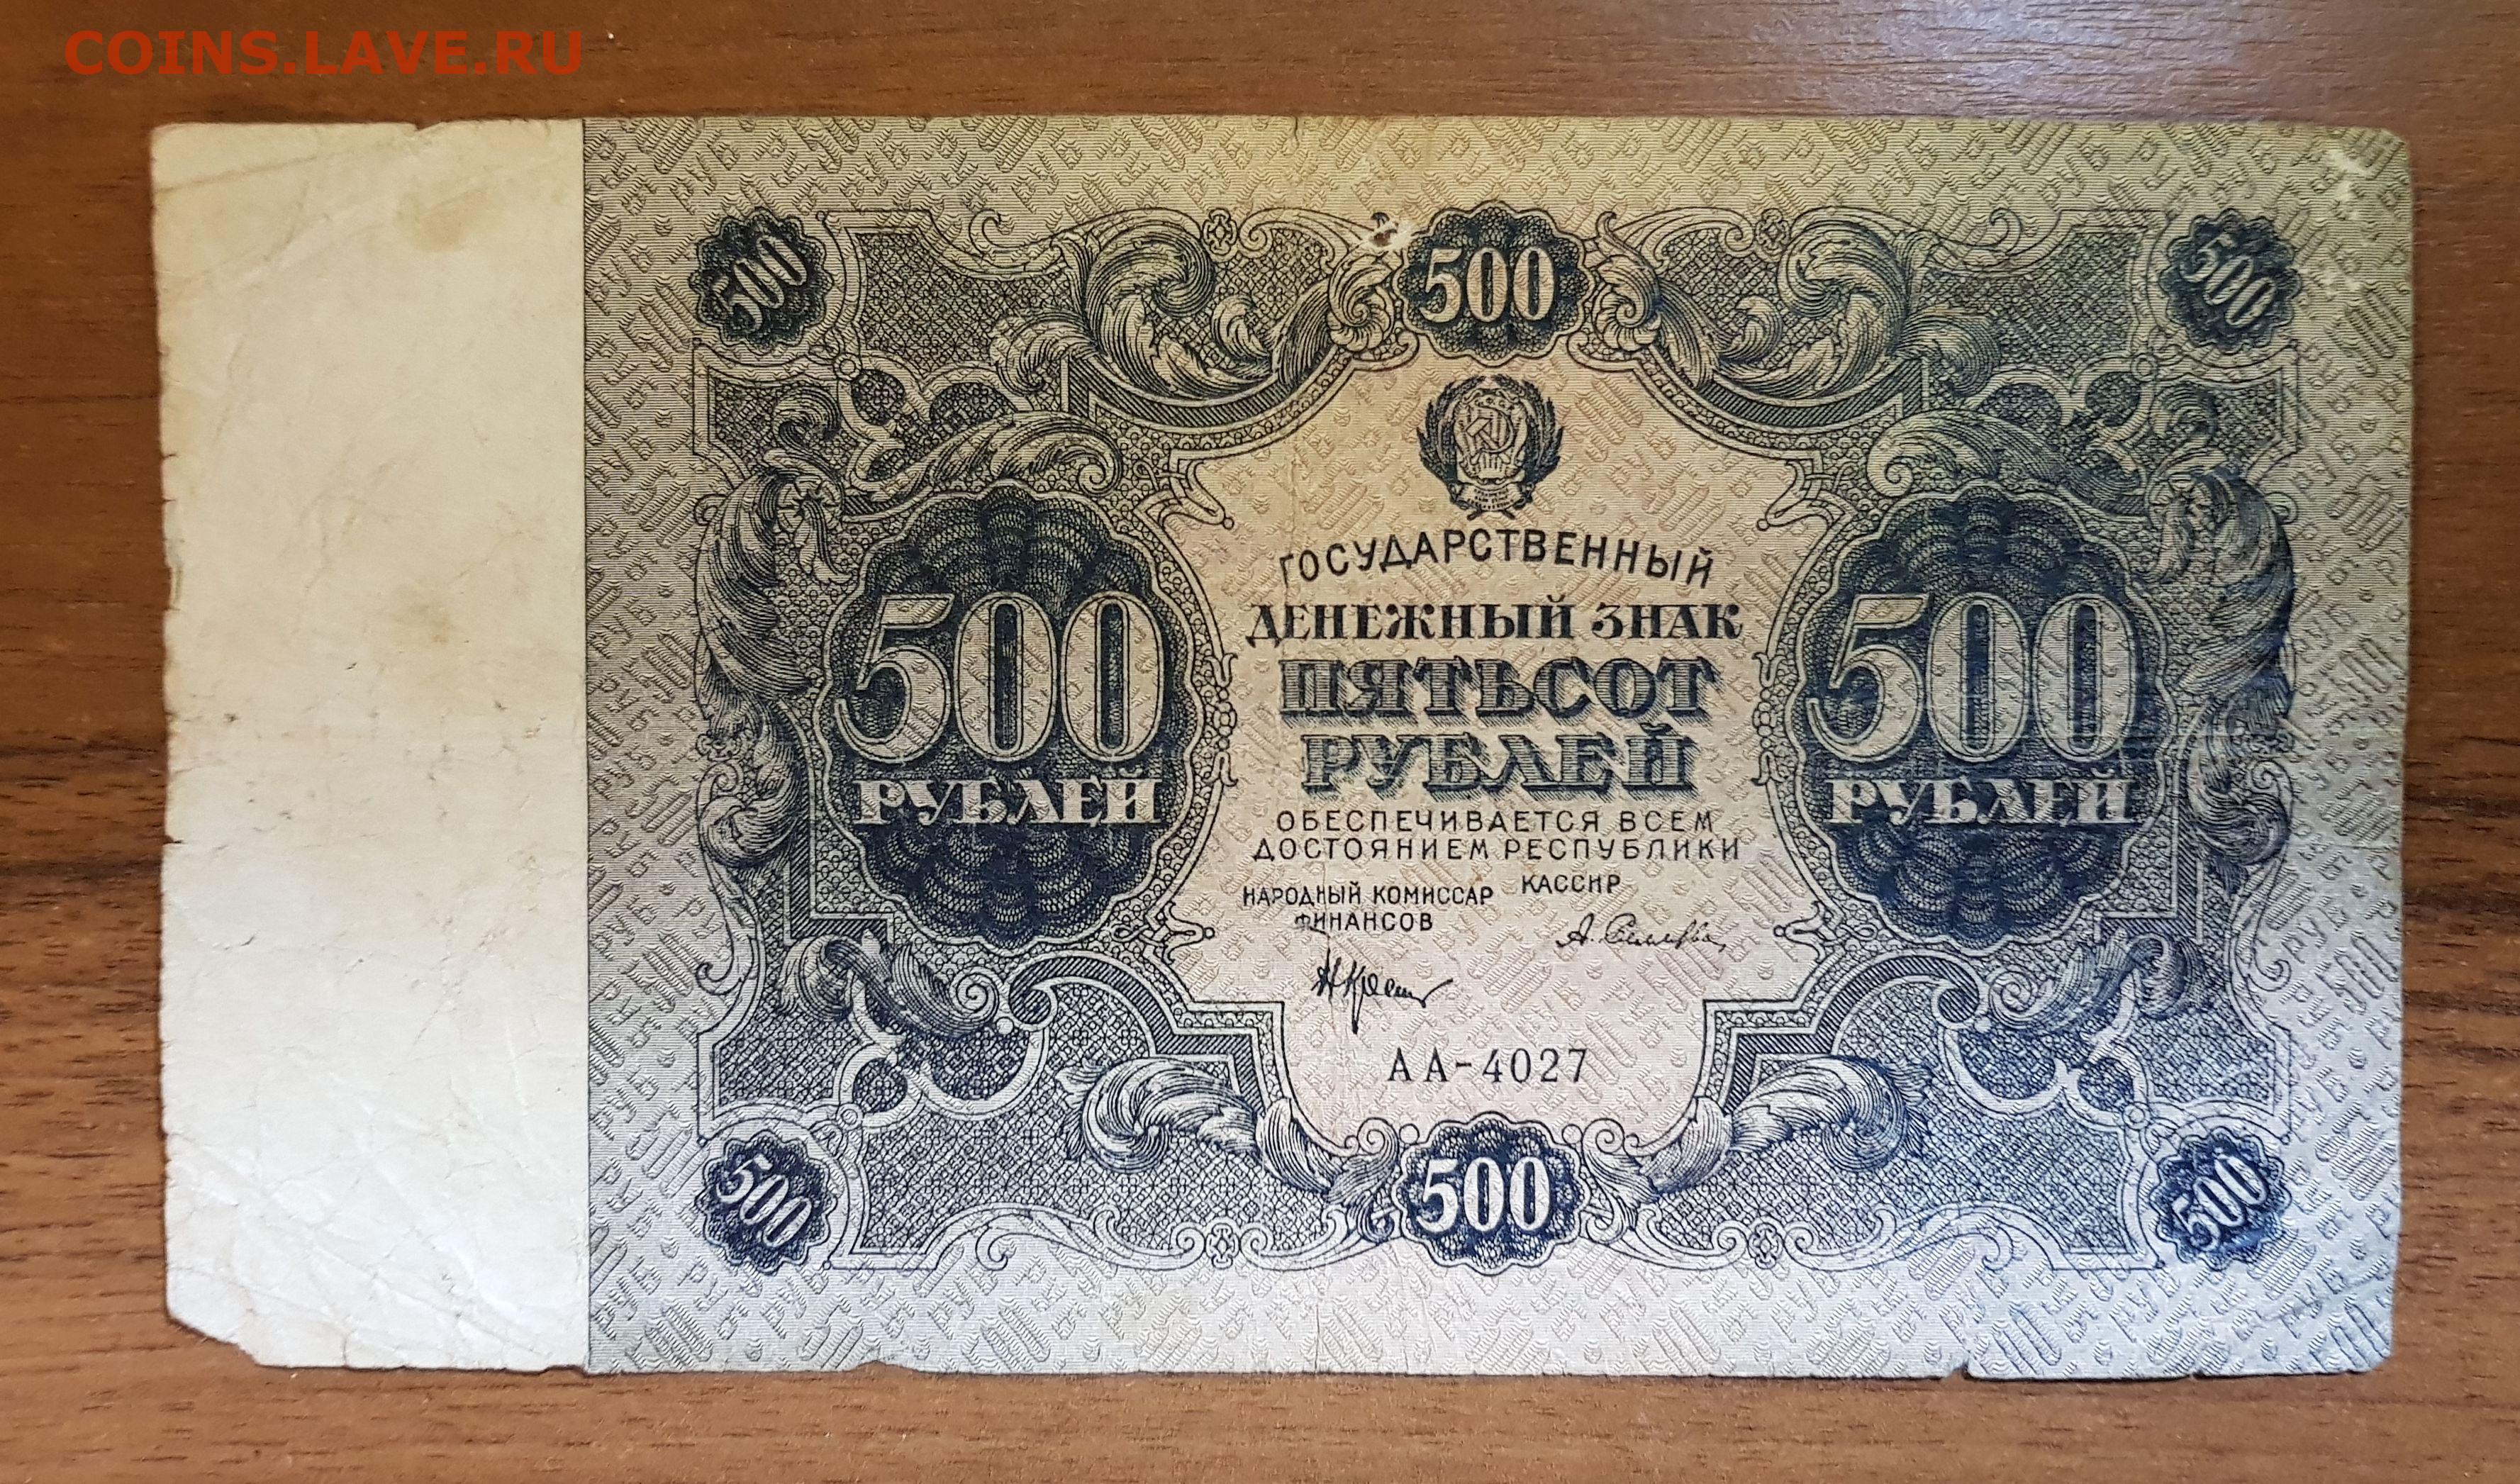 COINS.LAVE.RU
500
500
500
ГОСУДАРСТВЕННЫЙ
ДЕНЕЖНЫЙ ЗНАК
ПЯТЬСОТ
РУБЛЕЙ
500
РУБЛЕЙ
500
РУБЛЕЙ
ОБЕСПЕЧИВАЕТСЯ ВСЕМ
ДОСТОЯНИЕМ РЕСПУБЛИКИ
НАРОДНЫЙ КОМИССАР
ФИНАНСОВ
КАССИР
АА-4027
500
500
500